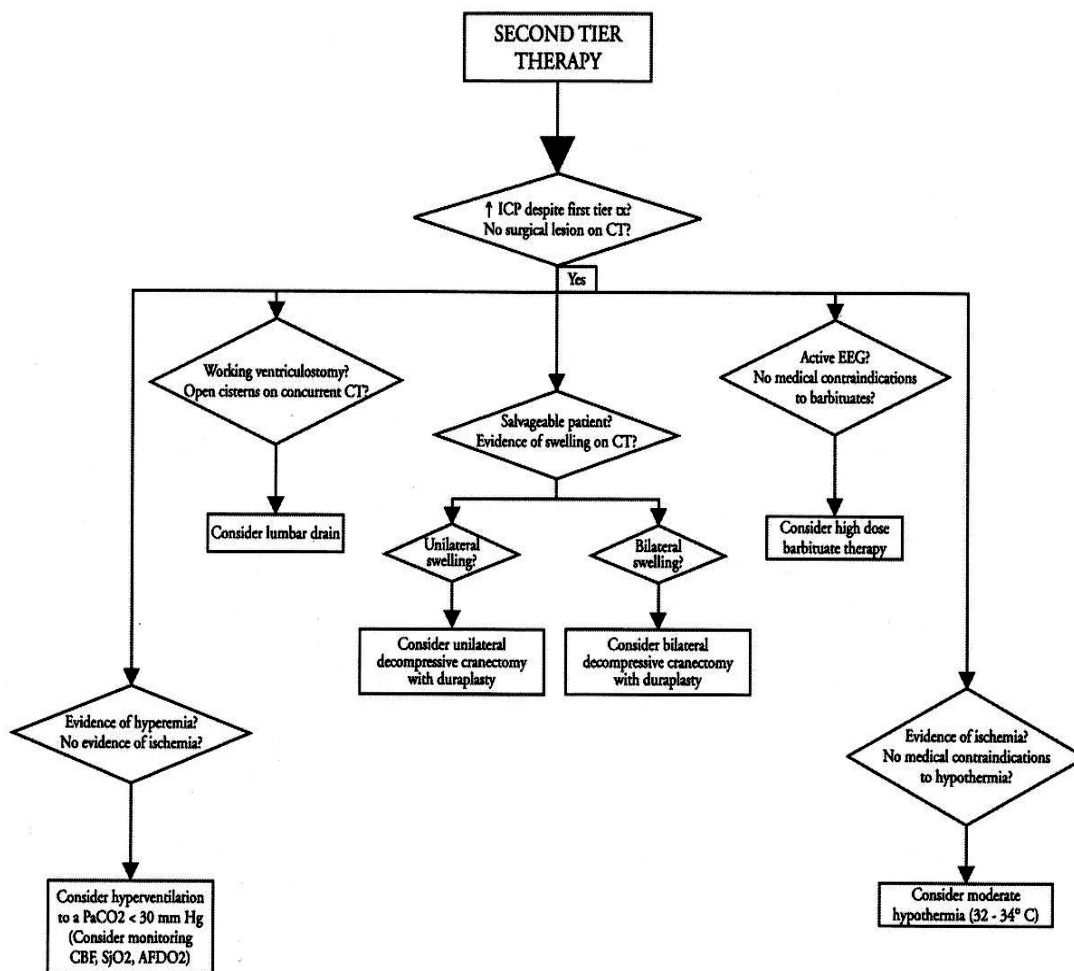 SECOND TIER
THERAPY
↑ ICP despite first tier tx?
No surgical lesion on CT?
Yes
Working ventriculostomy?
Open cisterns on concurrent CT?
Consider lumbar drain
Salvageable patient?
Evidence of swelling on CT?
Unilateral
swelling?
Bilateral
swelling?
Consider unilateral
decompressive cranectomy
with duraplasty
Consider bilateral
decompressive cranectomy
with duraplasty
Active EEG?
No medical contraindications
to barbituates?
Consider high dose
barbituate therapy
Evidence of hyperemia?
No evidence of ischemia?
Consider hyperventilation
to a PaCO2 < 30 mm Hg
(Consider monitoring
CBF, SjO2, AFDO2)
Evidence of ischemia?
No medical contraindications
to hypothermia?
Consider moderate
hypothermia (32 - 34° C)